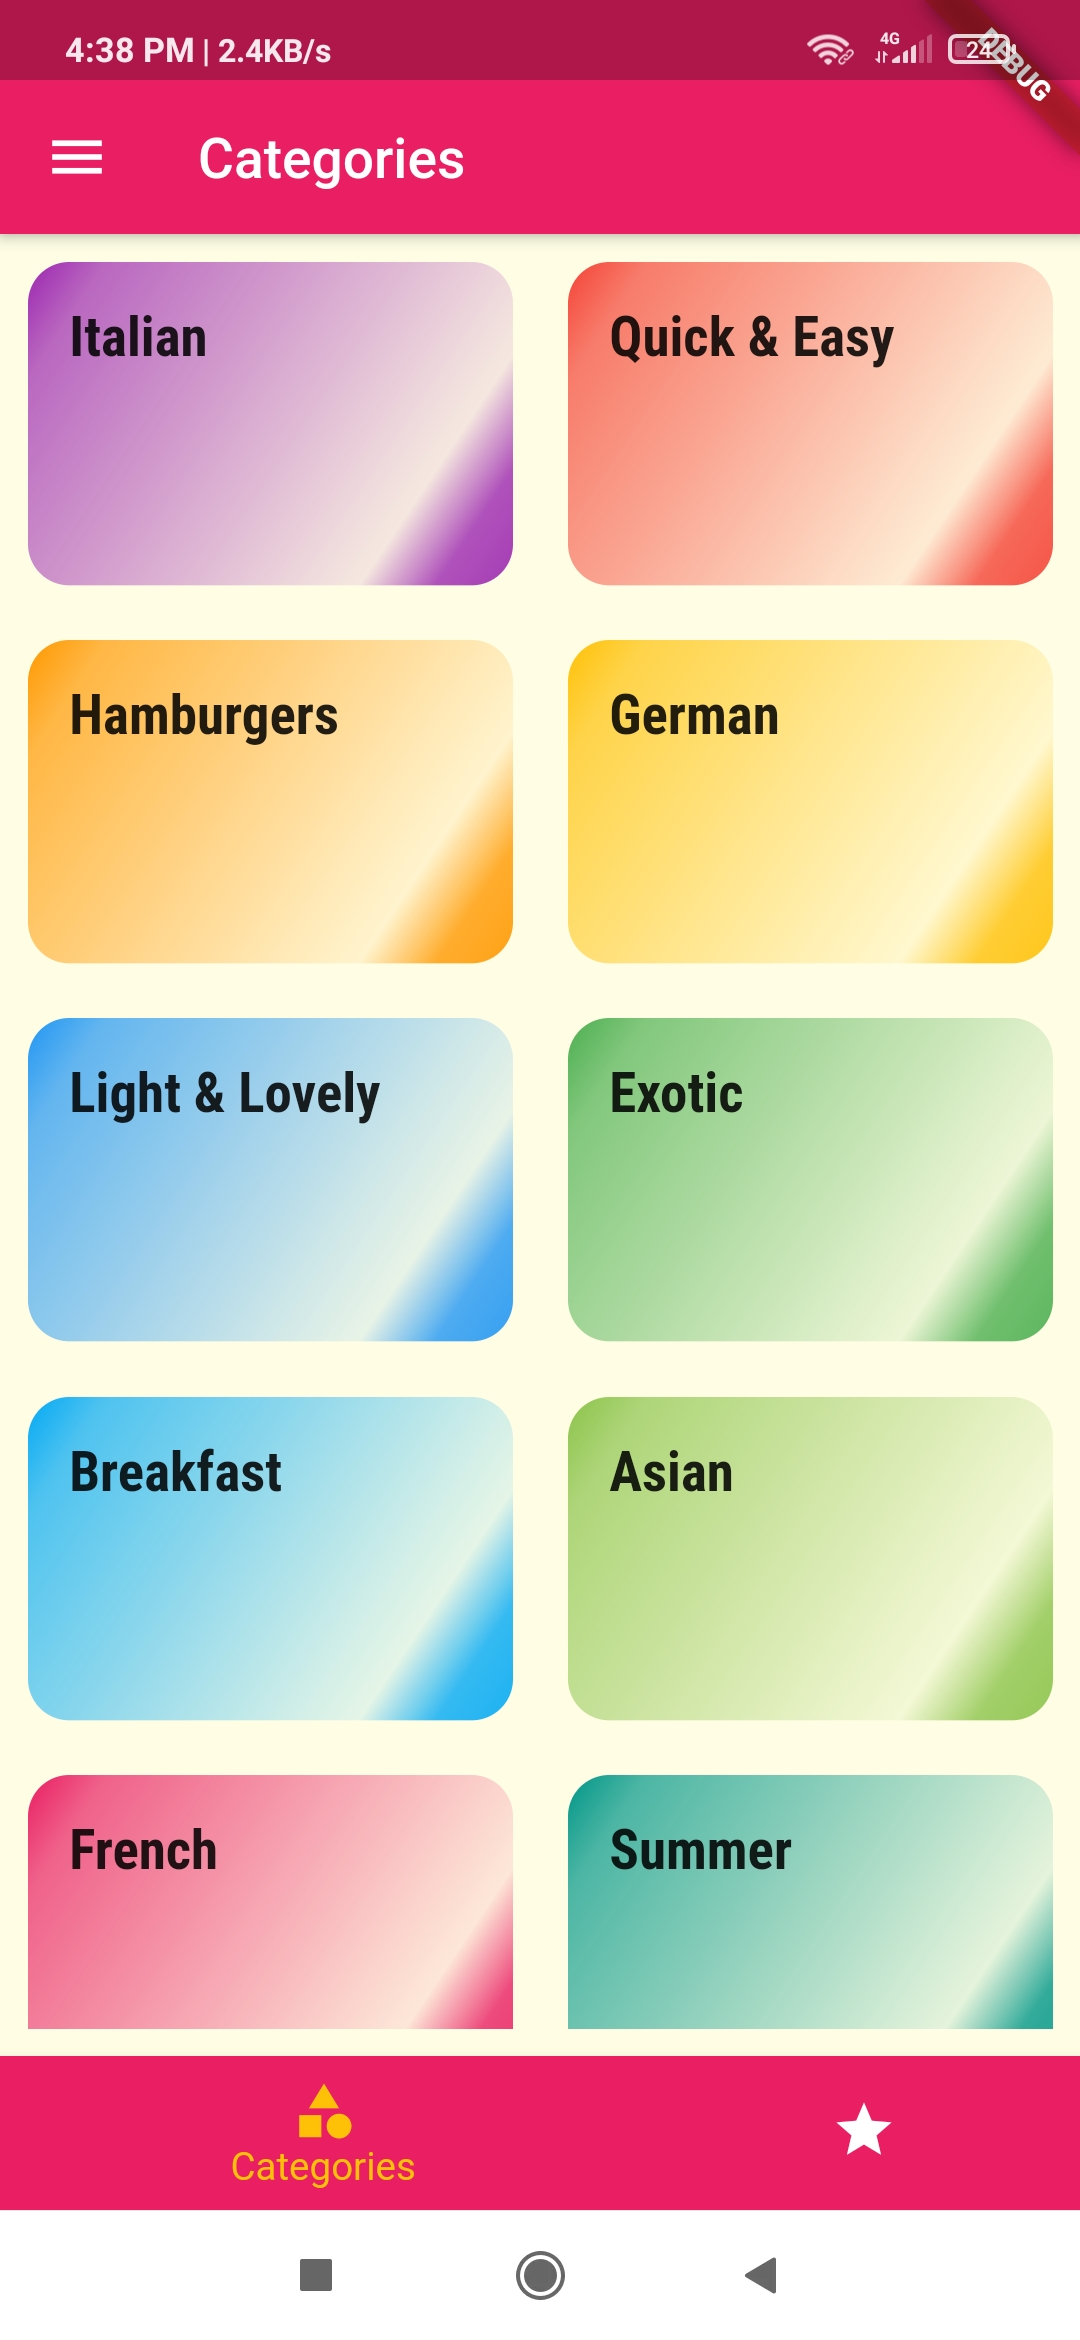 4:38 PM | 2.4KB/s
4G
24
DEBUG
Categories
Italian
Quick & Easy
Hamburgers
German
Light & Lovely
Exotic
Breakfast
Asian
French
Summer
Categories